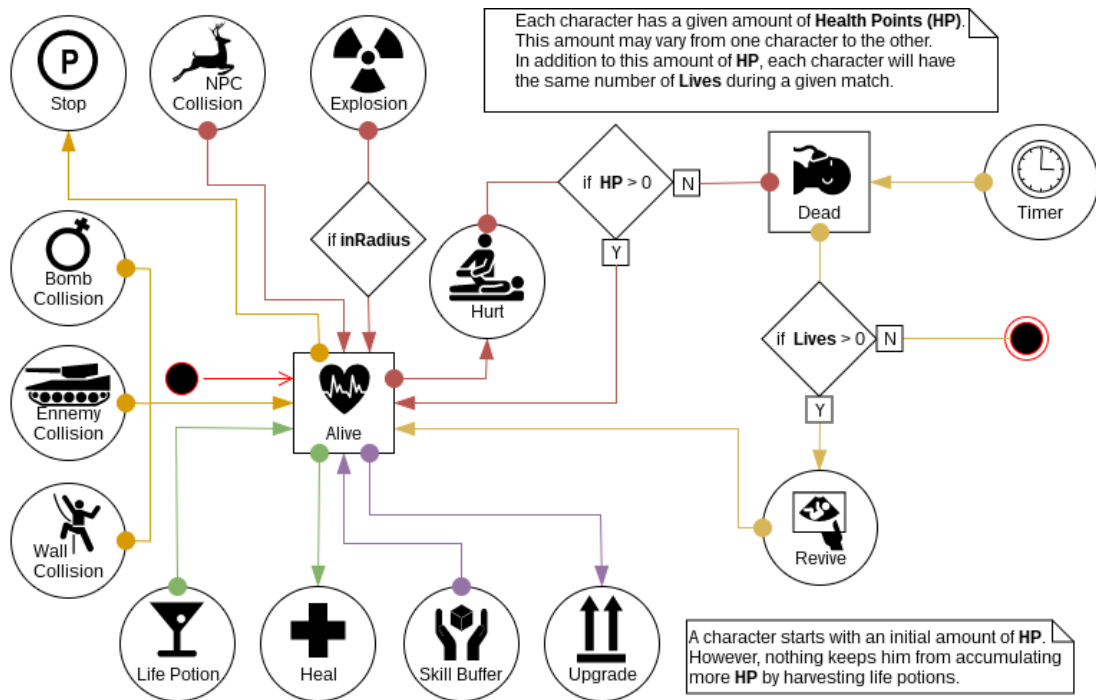 Each character has a given amount of Health Points (HP).
This amount may vary from one character to the other.
In addition to this amount of HP, each character will have
the same number of Lives during a given match.
P
Stop
NPC
Collision
Explosion
if HP > 0
N
Y
Dead
Timer
if inRadius
Bomb
Collision
Hurt
if Lives > 0
N
Y
Ennemy
Collision
Alive
Wall
Collision
Revive
Life Potion
Heal
Skill Buffer
Upgrade
A character starts with an initial amount of HP.
However, nothing keeps him from accumulating
more HP by harvesting life potions.